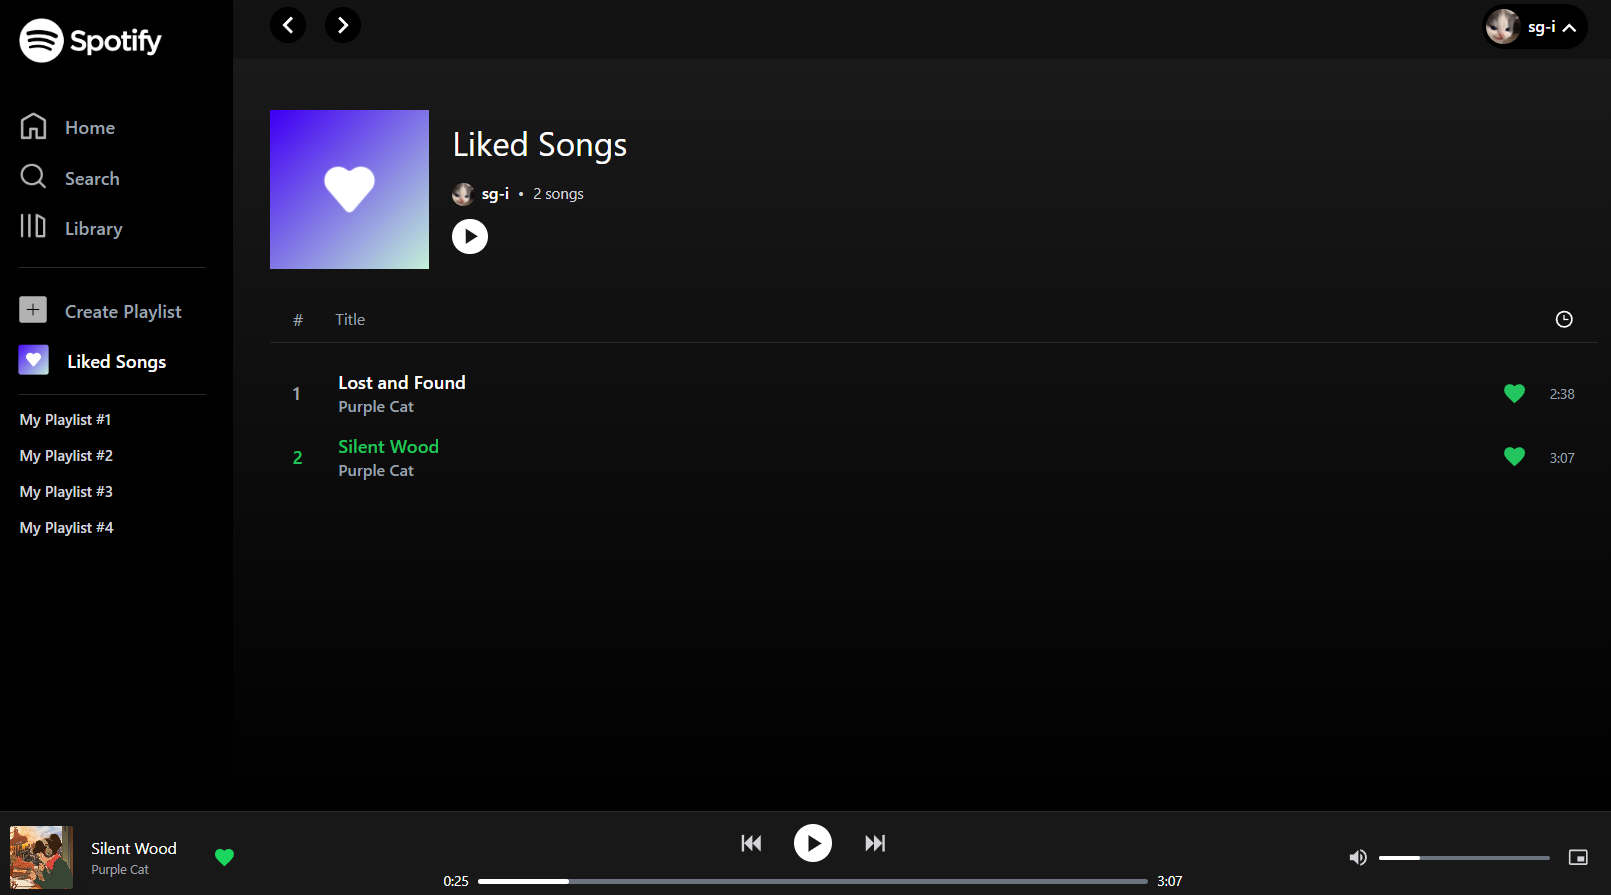 Spotify
sg-i
Home
Search
Library
Create Playlist
Liked Songs
My Playlist #1
My Playlist #2
My Playlist #3
My Playlist #4
Liked Songs
sg-i • 2 songs
# Title
1 Lost and Found 2:38
Purple Cat
2 Silent Wood 3:07
Purple Cat
Silent Wood
Purple Cat
0:25 3:07